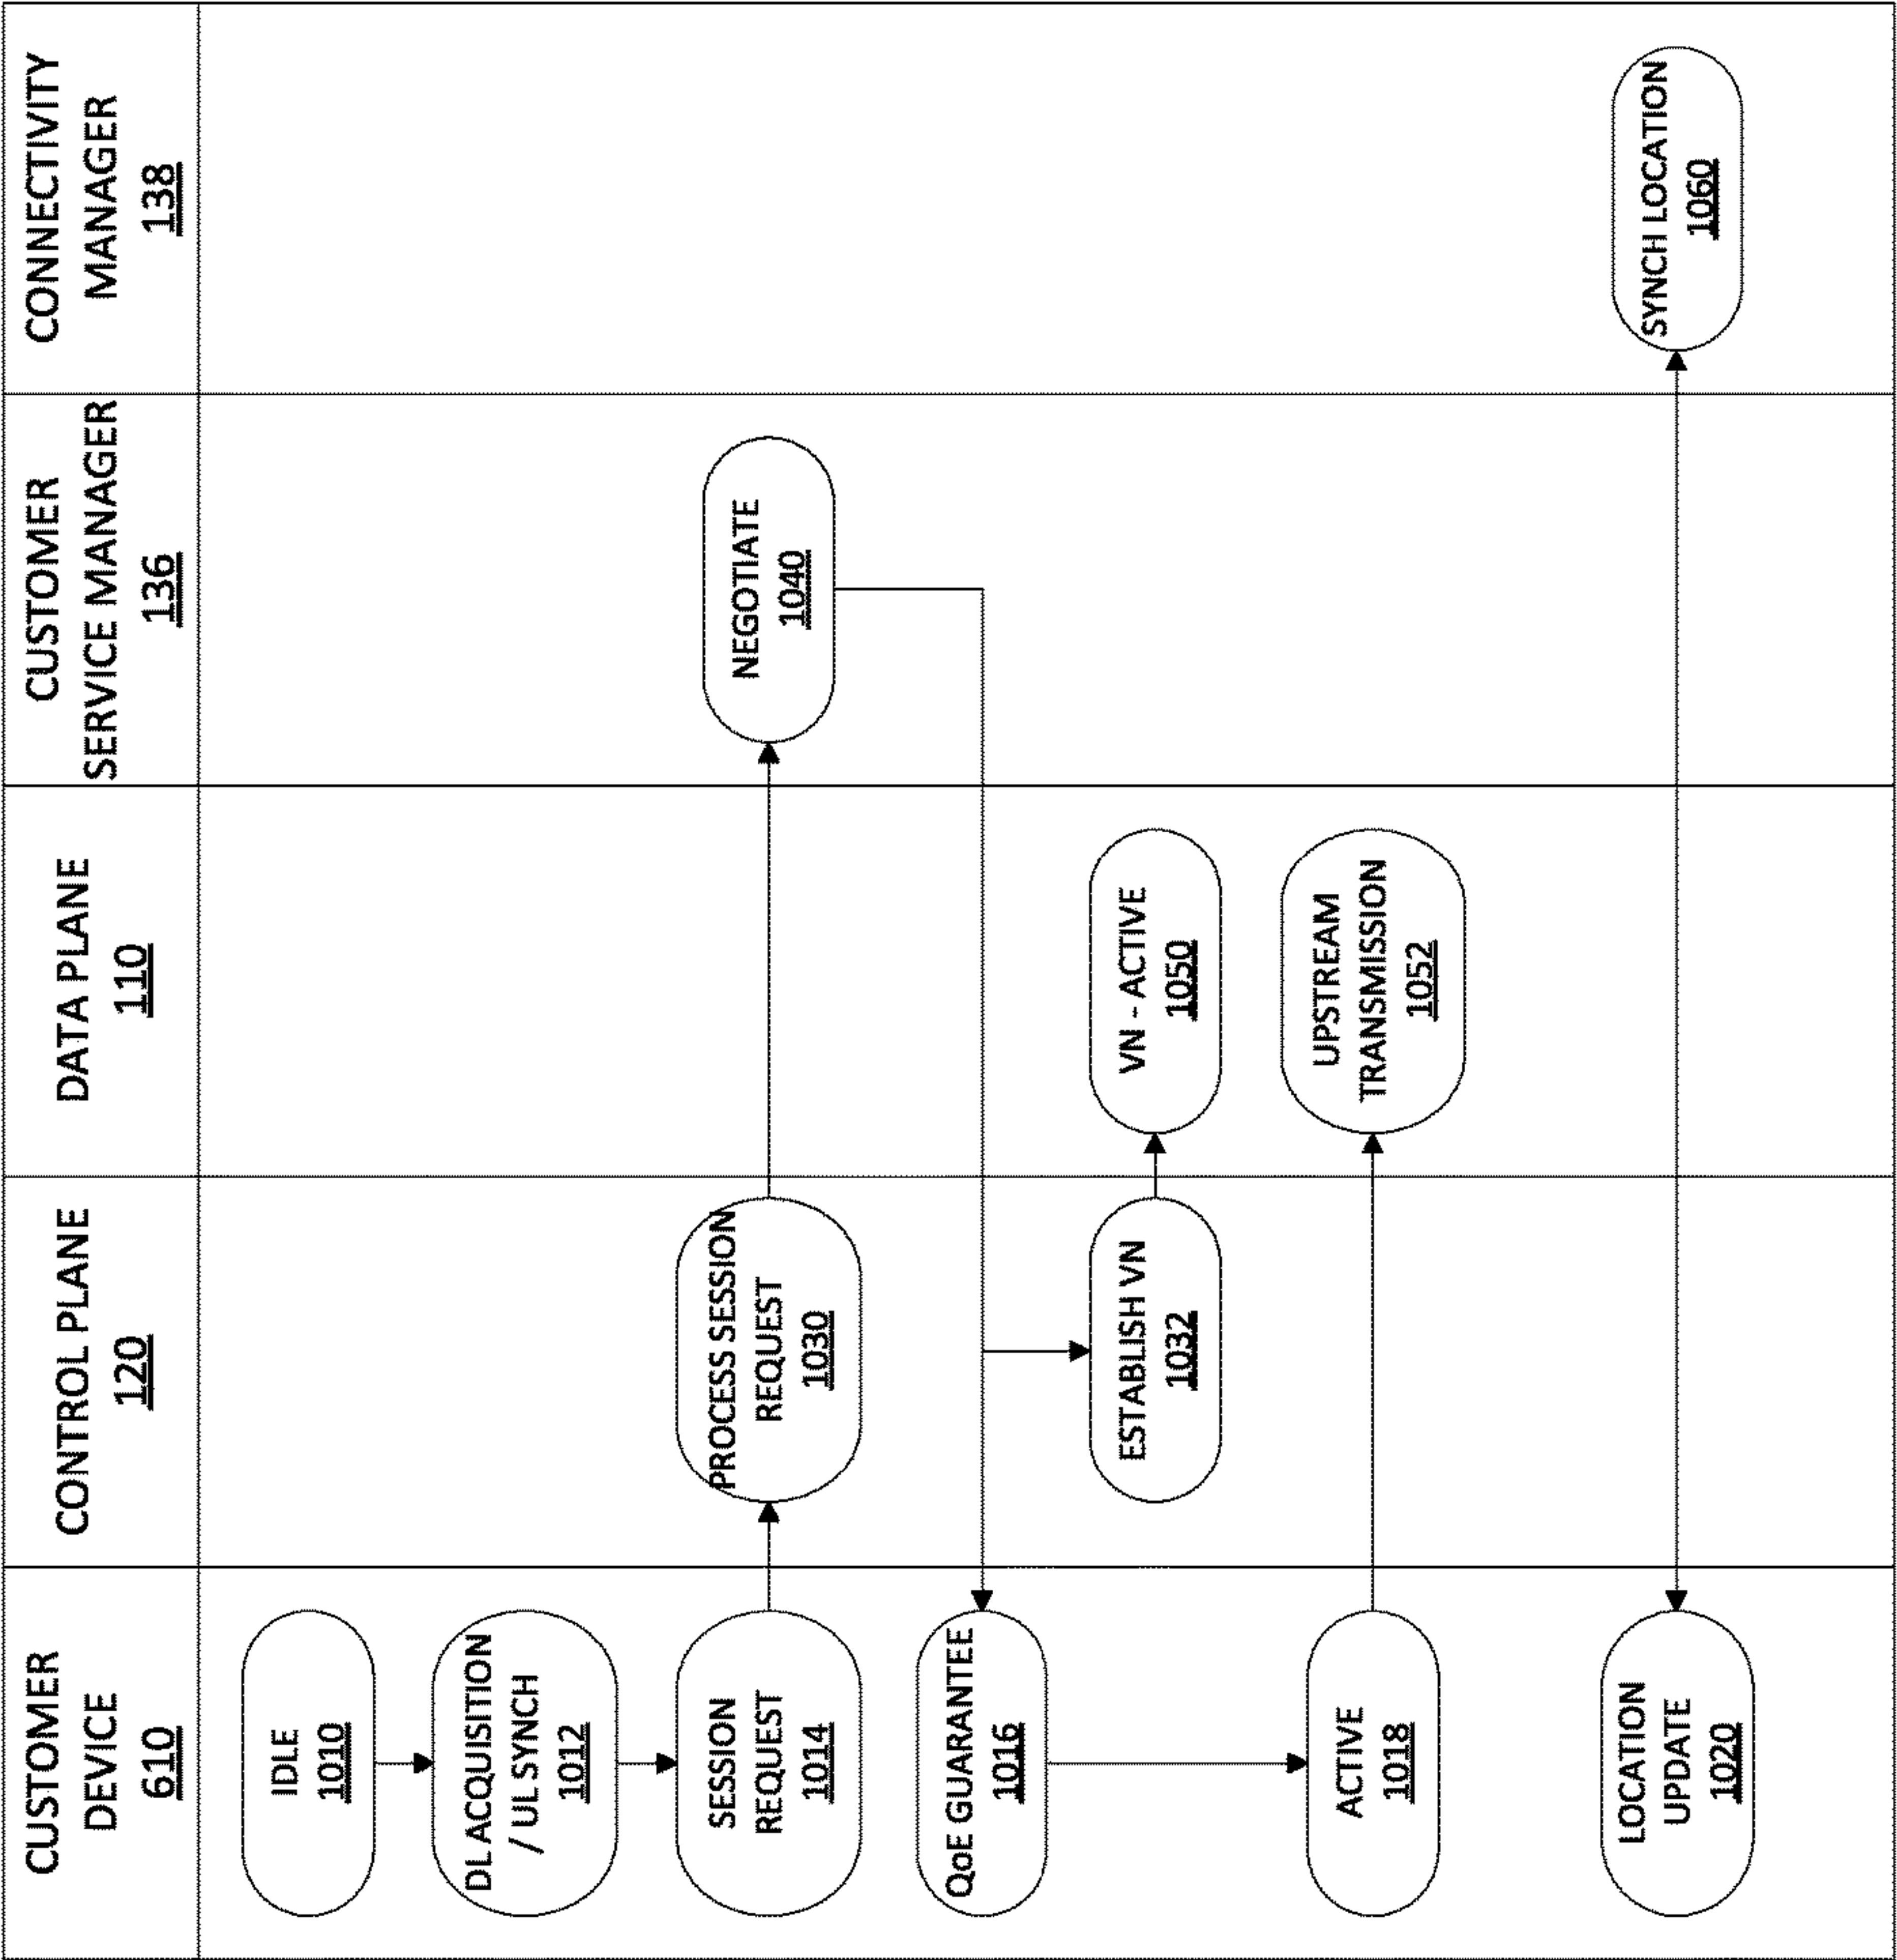 CUSTOMER
DEVICE
610
CONTROL PLANE
120
DATA PLANE
110
CUSTOMER
SERVICE MANAGER
136
CONNECTIVITY
MANAGER
138
IDLE
1010
DL ACQUISITION
/ UL SYNCH
1012
SESSION
REQUEST
1014
PROCESS SESSION
REQUEST
1030
NEGOTIATE
1040
QoE GUARANTEE
1016
ESTABLISH VN
1032
VN - ACTIVE
1050
ACTIVE
1018
UPSTREAM
TRANSMISSION
1052
LOCATION
UPDATE
1020
SYNCH LOCATION
1060